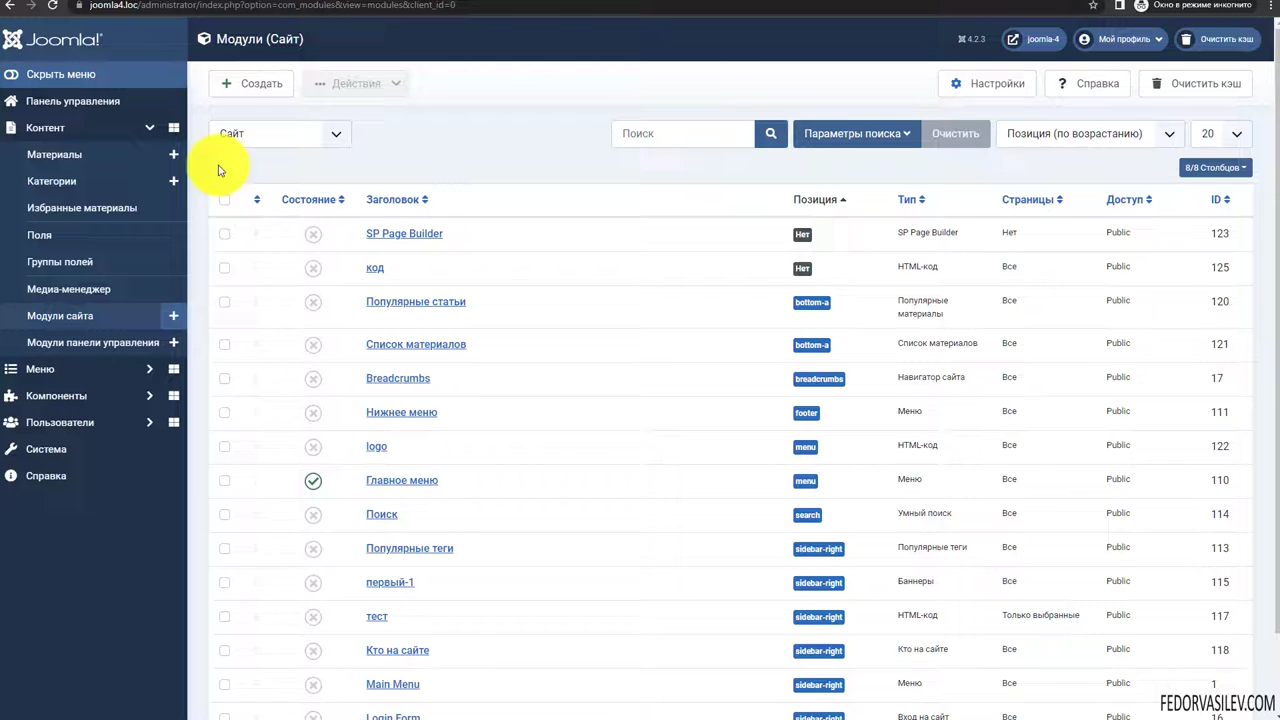 joomla4.loc/administrator/index.php?option=com_modules&view=modules&client_id=0
Окно в режиме инкогнито
Joomla!
Модули (Сайт)
4.2.3
joomla-4
Мой профиль
Очистить кэш
Скрыть меню
Создать
Действия
Настройки
Справка
Очистить кэш
Панель управления
Контент
Сайт
Поиск
Параметры поиска
Очистить
Позиция (по возрастанию)
20
Материалы
8/8 Столбцов
Категории
Состояние
Заголовок
Позиция
Тип
Страницы
Доступ
ID
Избранные материалы
Поля
SP Page Builder
Нет
SP Page Builder
Нет
Public
123
Группы полей
код
Нет
HTML-код
Все
Public
125
Медиа-менеджер
Популярные статьи
bottom-a
Популярные
материалы
Все
Public
120
Модули сайта
Модули панели управления
Список материалов
bottom-a
Список материалов
Все
Public
121
Меню
Breadcrumbs
breadcrumbs
Навигатор сайта
Все
Public
17
Компоненты
Нижнее меню
footer
Меню
Все
Public
111
Пользователи
Система
logo
menu
HTML-код
Все
Public
122
Справка
Главное меню
menu
Меню
Все
Public
110
Поиск
search
Умный поиск
Все
Public
114
Популярные теги
sidebar-right
Популярные теги
Все
Public
113
первый-1
sidebar-right
Баннеры
Все
Public
115
тест
sidebar-right
HTML-код
Только выбранные
Public
117
Кто на сайте
sidebar-right
Кто на сайте
Все
Public
118
Main Menu
sidebar-right
Меню
Все
Public
1
Login Form
sidebar-right
Вход на сайт
Все
Public
16
FEDORVASILEV.COM